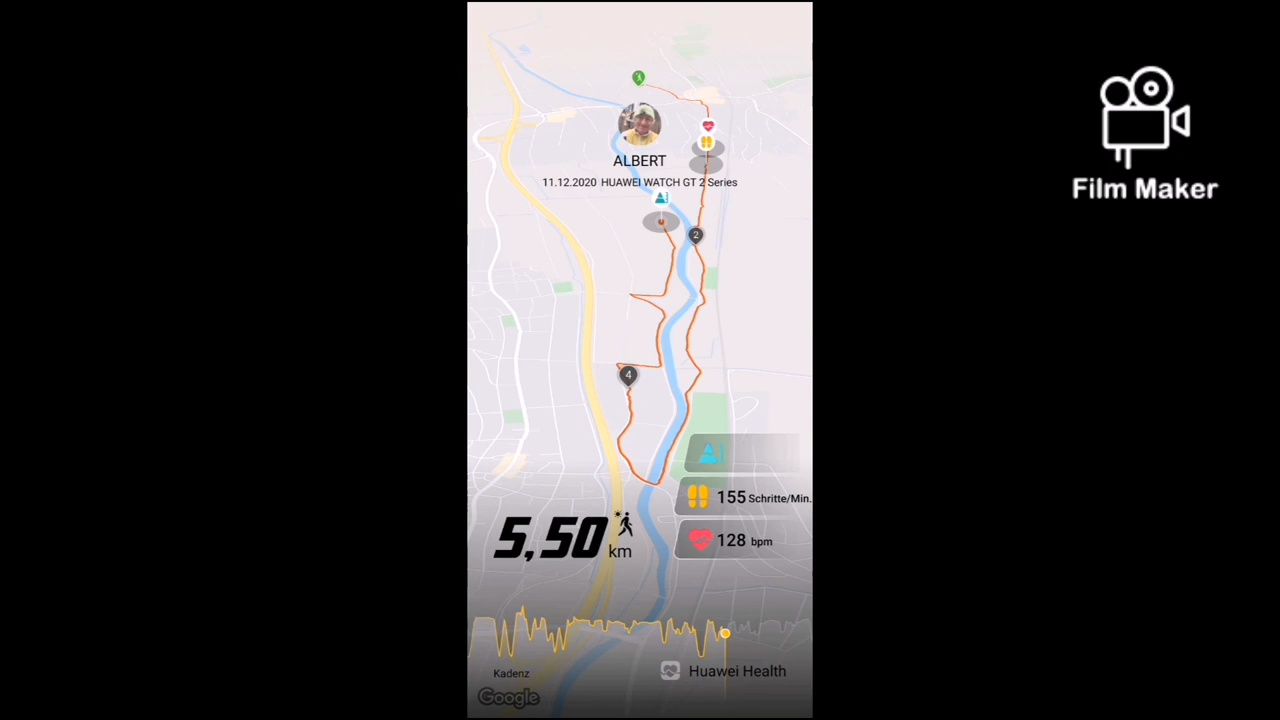 ALBERT
11.12.2020 HUAWEI WATCH GT 2 Series
2
4
155 Schritte/Min.
128 bpm
5,50 km
Kadenz
Huawei Health
Google
Film Maker